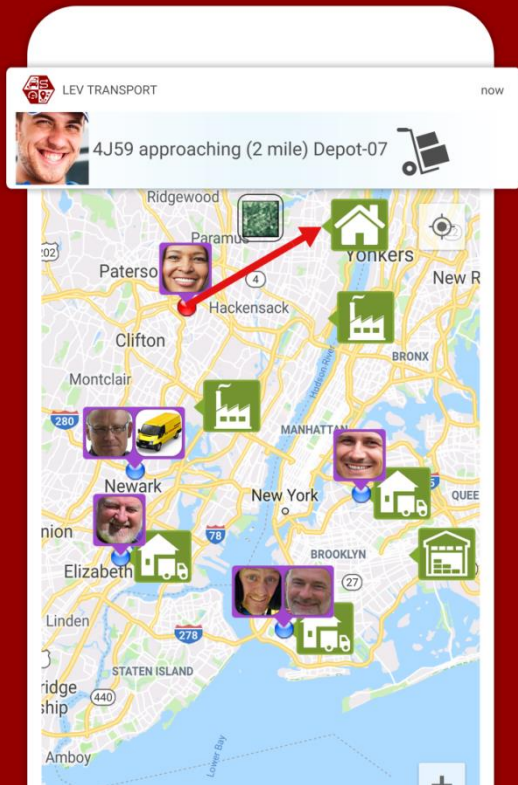 LEV TRANSPORT
now
4J59 approaching (2 mile) Depot-07
Ridgewood
202
Paramus
Yonkers
Paterso
4
New R
Hackensack
Clifton
BRONX
Montclair
280
Hudson River
MANHATTAN
Newark
New York
QUEE
nion
78
BROOKLYN
Elizabeth
27
Linden
278
STATEN ISLAND
ridge
ship
440
Amboy
Lower Bay